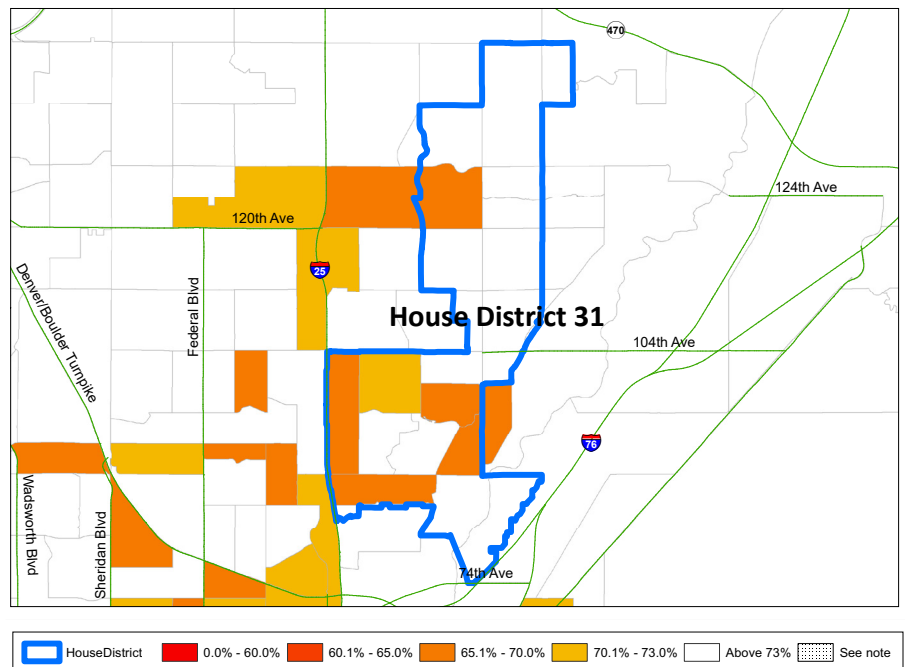 470
124th Ave
120th Ave
25
Denver/Boulder Turnpike
Federal Blvd
House District 31
104th Ave
76
Wadsworth Blvd
Sheridan Blvd
74th Ave
HouseDistrict 0.0% - 60.0% 60.1% - 65.0% 65.1% - 70.0% 70.1% - 73.0% Above 73% See note